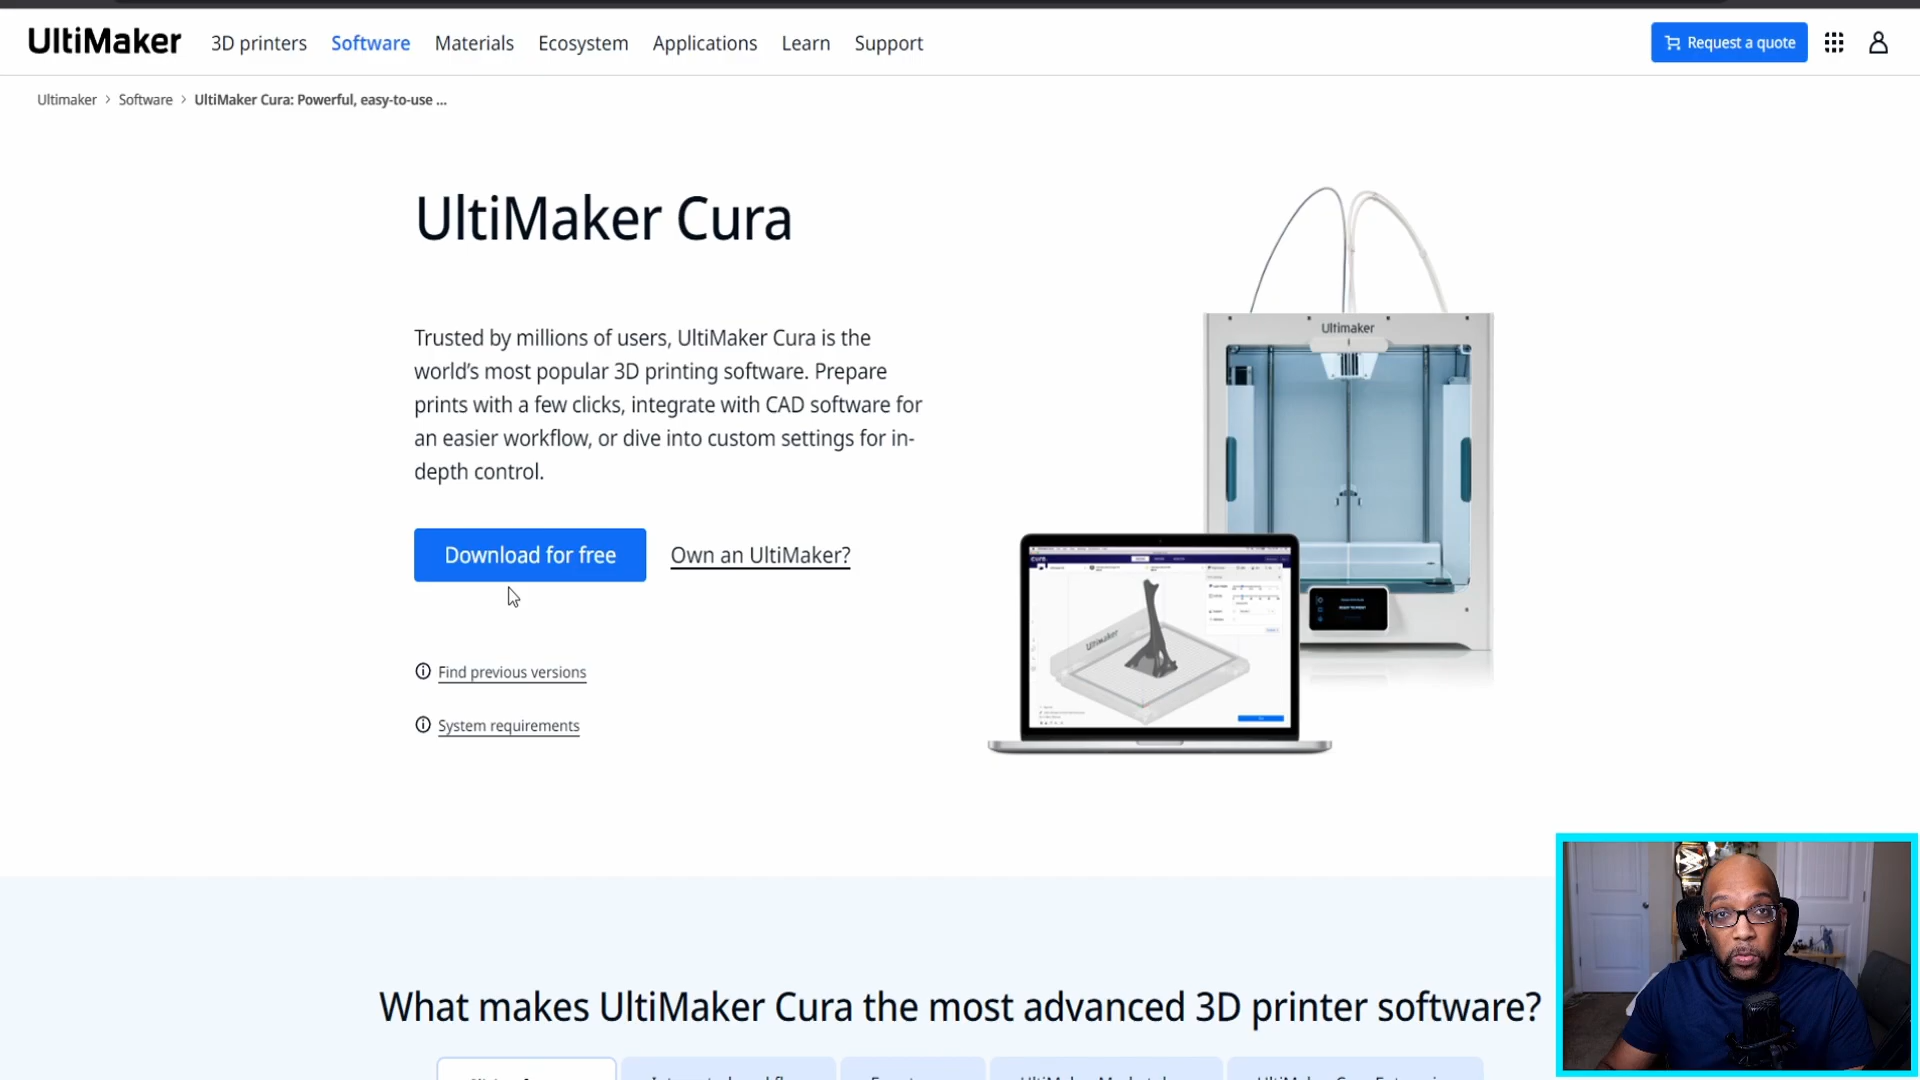 UltiMaker
3D printers
Software
Materials
Ecosystem
Applications
Learn
Support
Request a quote
Ultimaker > Software > UltiMaker Cura: Powerful, easy-to-use ...
UltiMaker Cura
Trusted by millions of users, UltiMaker Cura is the
world's most popular 3D printing software. Prepare
prints with a few clicks, integrate with CAD software for
an easier workflow, or dive into custom settings for in-
depth control.
Download for free
Own an UltiMaker?
Find previous versions
System requirements
Ultimaker
Ultimaker
What makes UltiMaker Cura the most advanced 3D printer software?